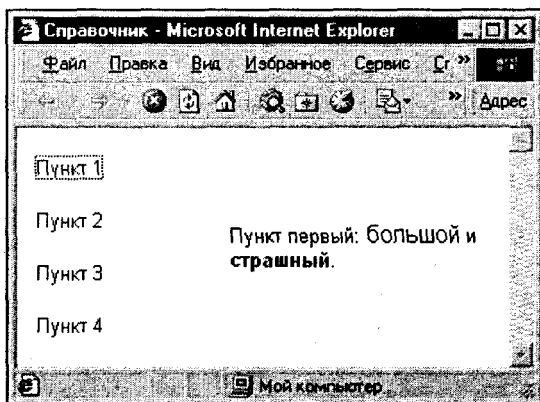 Справочник - Microsoft Internet Explorer
Файл Правка Вид Избранное Сервис Ст »
» Адрес
Пункт 1
Пункт 2
Пункт 3
Пункт 4
Пункт первый: большой и
страшный.
Мой компьютер